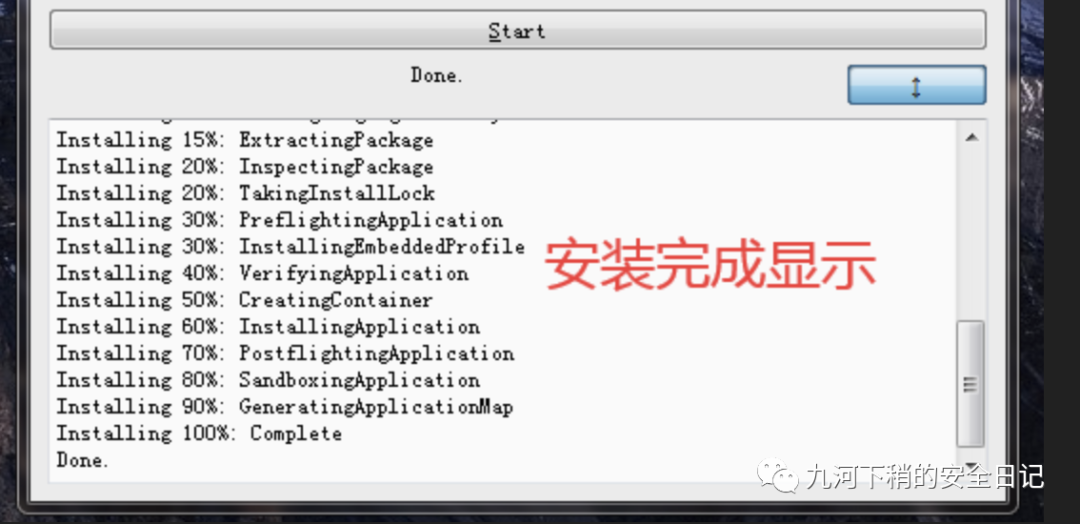 Start
Done.
Installing 15%: ExtractingPackage
Installing 20%: InspectingPackage
Installing 20%: TakingInstallLock
Installing 30%: PreflightingApplication
Installing 30%: InstallingEmbeddedProfile
安装完成显示
Installing 40%: VerifyingApplication
Installing 50%: CreatingContainer
Installing 60%: InstallingApplication
Installing 70%: PostflightingApplication
Installing 80%: SandboxingApplication
Installing 90%: GeneratingApplicationMap
Installing 100%: Complete
Done.
九河下稍的安全日记